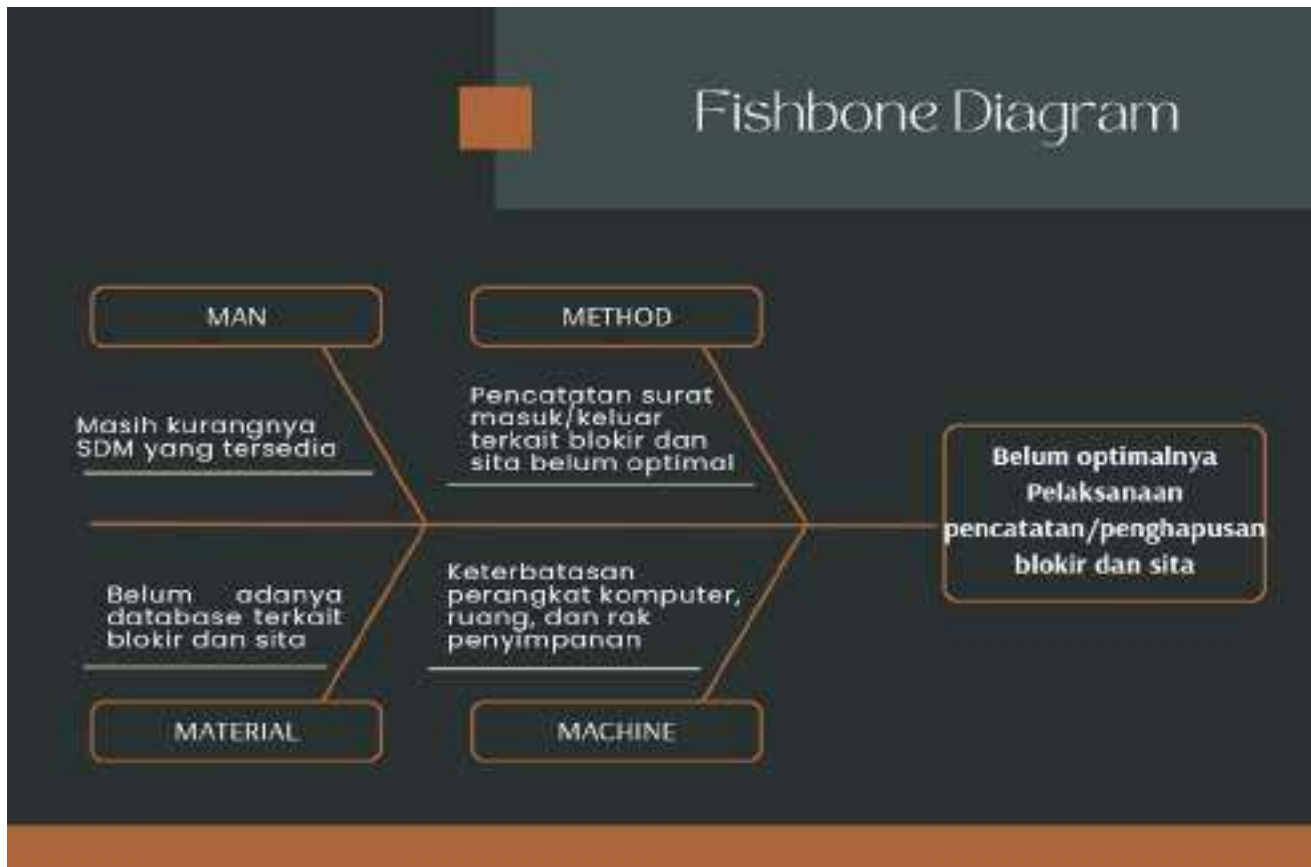 Fishbone Diagram
MAN
METHOD
Masih kurangnya
SDM yang tersedia
Pencatatan surat
masuk/keluar
terkait blokir dan
sita belum optimal
Belum optimalnya
Pelaksanaan
pencatatan/penghapusan
blokir dan sita
Belum adanya
database terkait
blokir dan sita
Keterbatasan
perangkat komputer,
ruang, dan rak
penyimpanan
MATERIAL
MACHINE